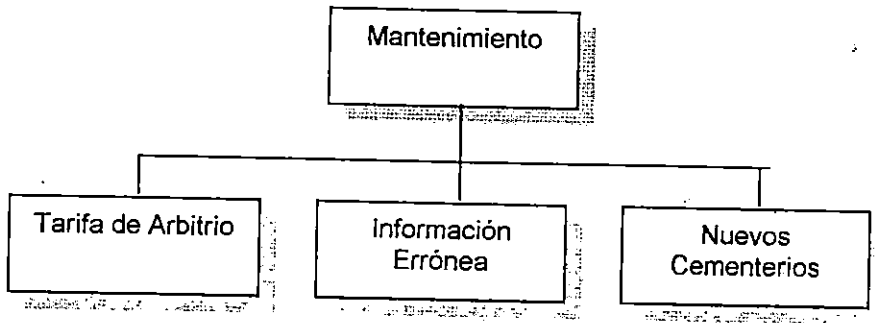 Mantenimiento
Tarifa de Arbitrio
Información
Errónea
Nuevos
Cementerios